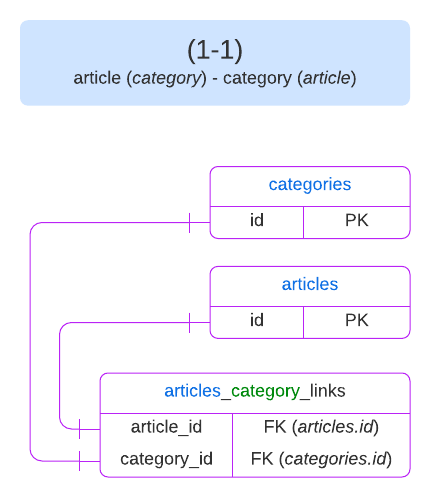 (1-1)
article (category) - category (article)
categories
id PK
articles
id PK
articles_category_links
article_id FK (articles.id)
category_id FK (categories.id)